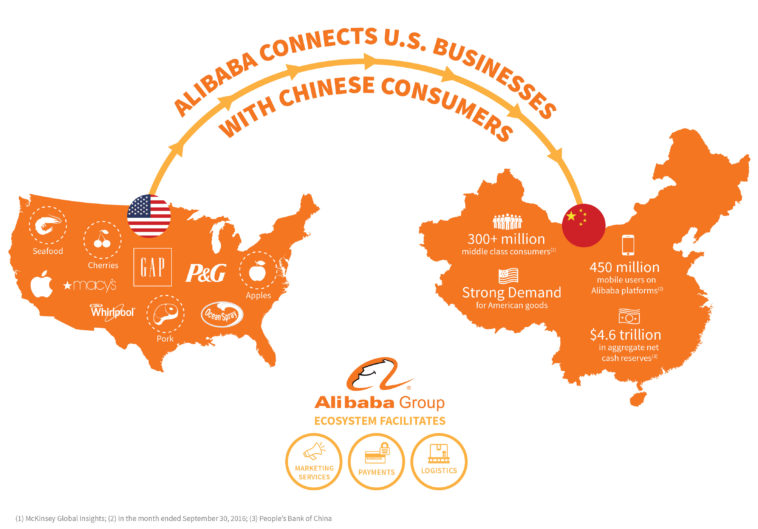 ALIBABA CONNECTS U.S. BUSINESSES
WITH CHINESE CONSUMERS
Seafood
Cherries
GAP
P&G
Apples
macy's
Whirlpool
Pork
Ocean Spray
300+ million
middle class consumers(1)
Strong Demand
for American goods
450 million
mobile users on
Alibaba platforms(2)
$4.6 trillion
in aggregate net
cash reserves(3)
Alibaba Group
ECOSYSTEM FACILITATES
MARKETING
SERVICES
PAYMENTS
LOGISTICS
(1) McKinsey Global Insights; (2) In the month ended September 30, 2016; (3) People's Bank of China